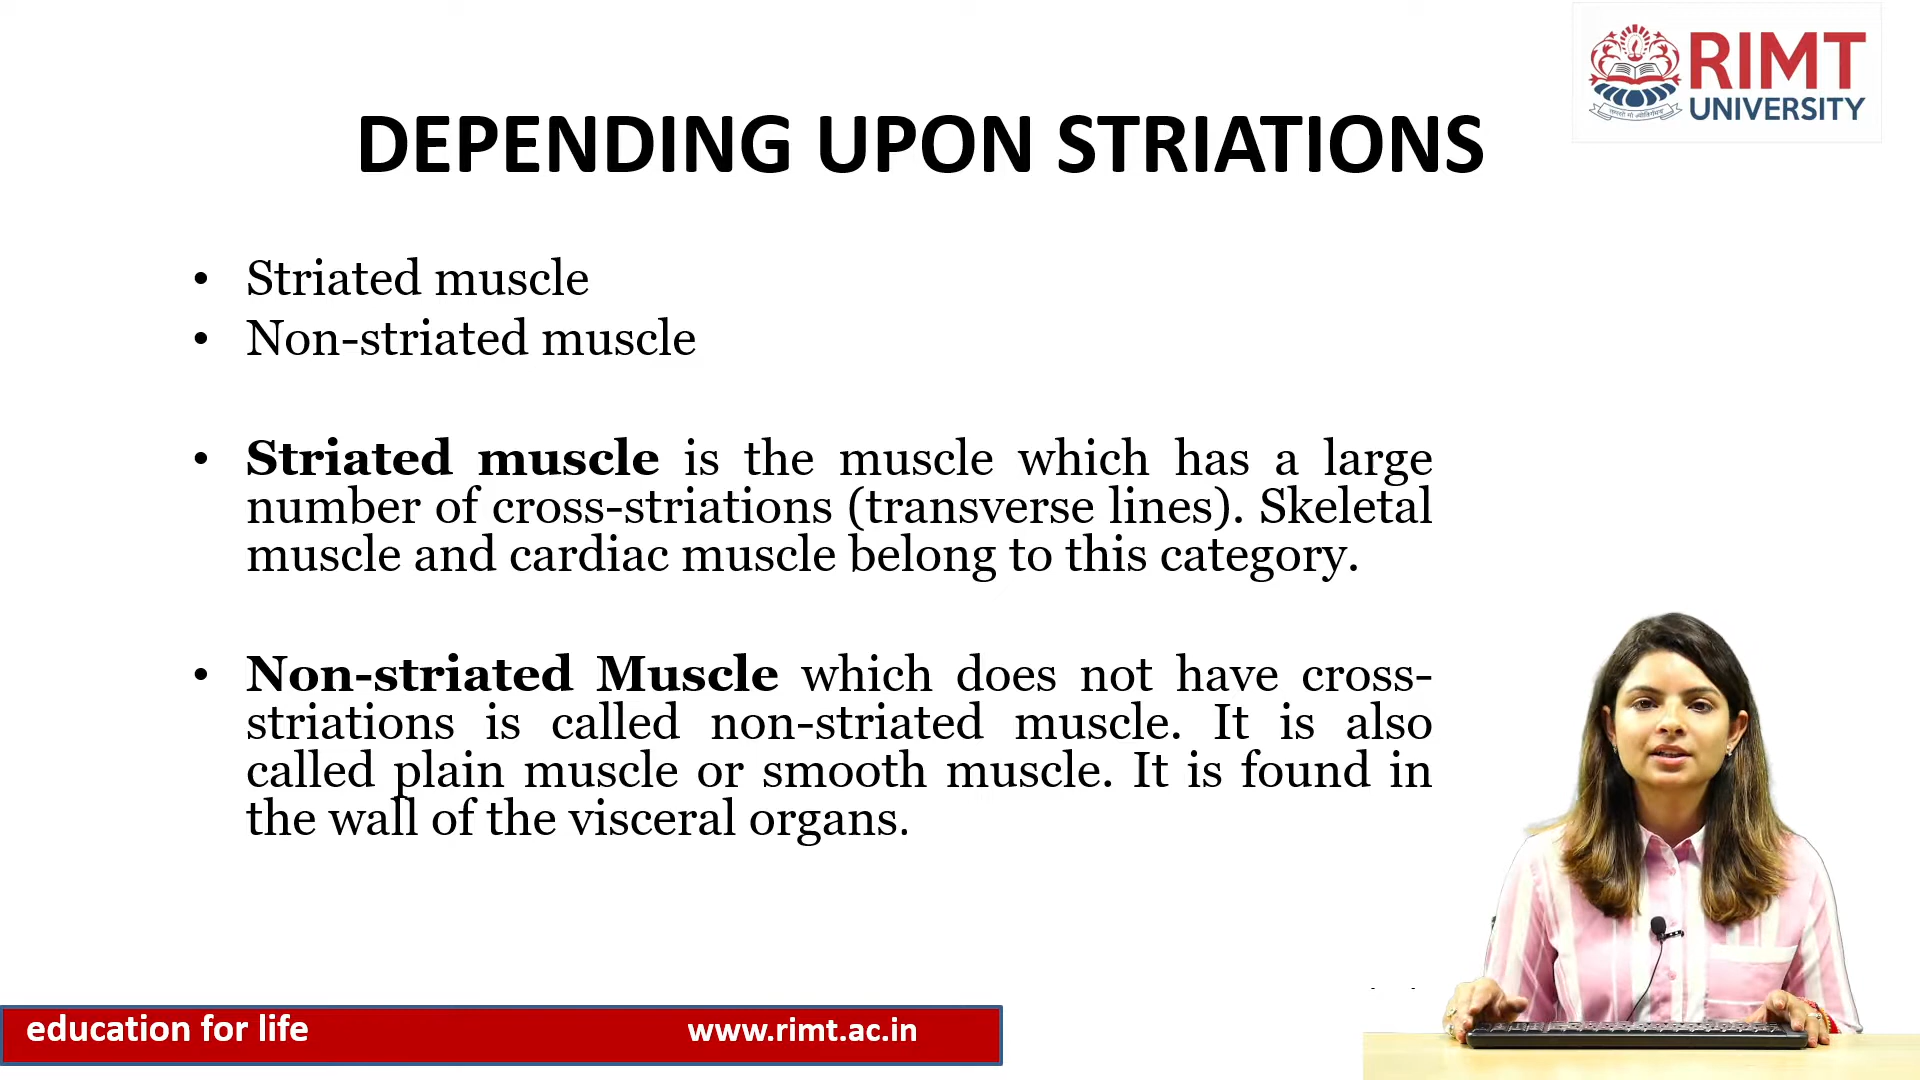 RIMT
UNIVERSITY
DEPENDING UPON STRIATIONS
• Striated muscle
• Non-striated muscle
• Striated muscle is the muscle which has a large
number of cross-striations (transverse lines). Skeletal
muscle and cardiac muscle belong to this category.
• Non-striated Muscle which does not have cross-
striations is called non-striated muscle. It is also
called plain muscle or smooth muscle. It is found in
the wall of the visceral organs.
education for life www.rimt.ac.in